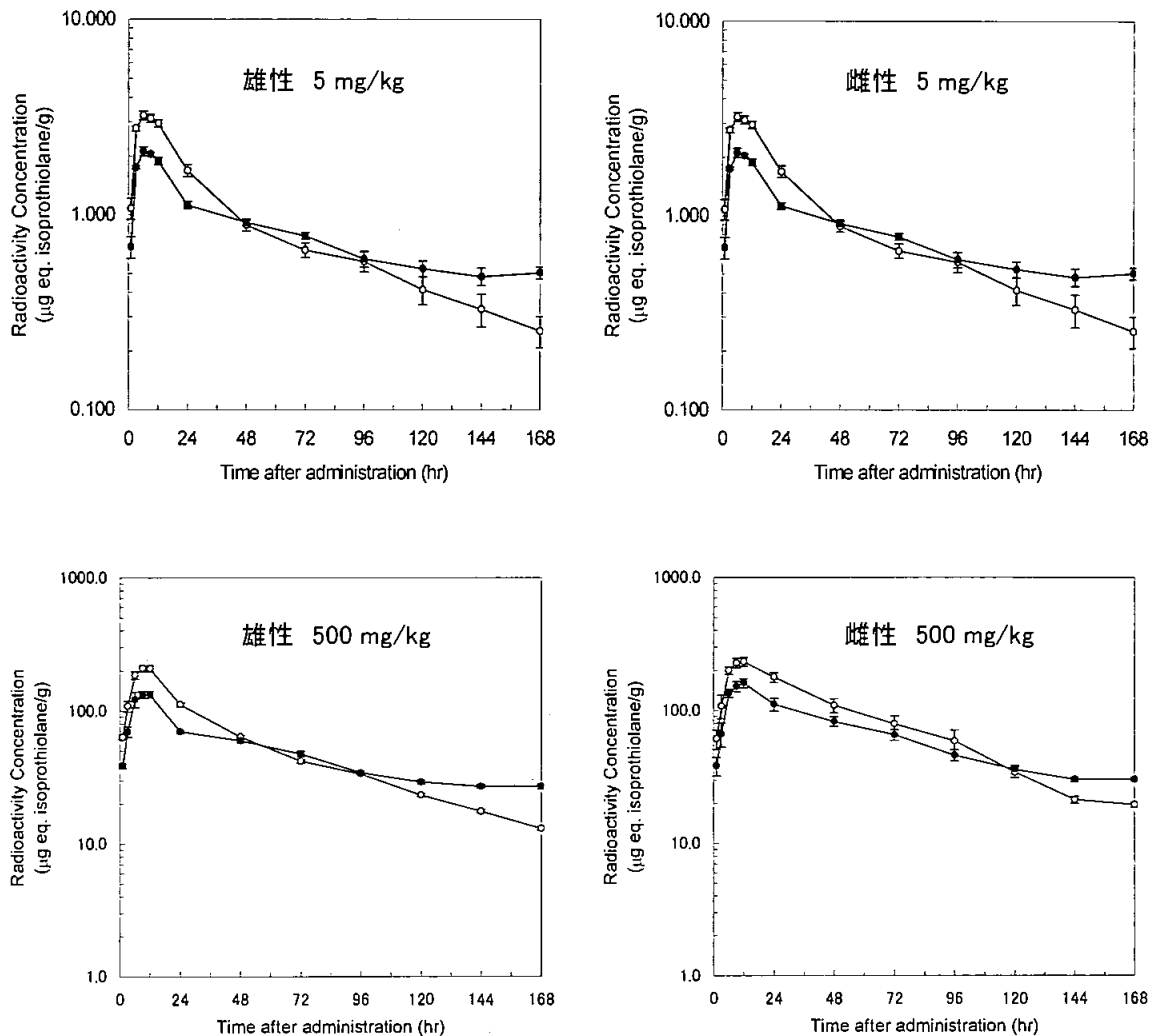 雄性 5 mg/kg
Radioactivity Concentration
(μg eq. isoprothiolane/g)
10.000
1.000
0.100
0 24 48 72 96 120 144 168
Time after administration (hr)
雌性 5 mg/kg
Radioactivity Concentration
(μg eq. isoprothiolane/g)
10.000
1.000
0.100
0 24 48 72 96 120 144 168
Time after administration (hr)
雄性 500 mg/kg
Radioactivity Concentration
(μg eq. isoprothiolane/g)
1000.0
100.0
10.0
1.0
0 24 48 72 96 120 144 168
Time after administration (hr)
雌性 500 mg/kg
Radioactivity Concentration
(μg eq. isoprothiolane/g)
1000.0
100.0
10.0
1.0
0 24 48 72 96 120 144 168
Time after administration (hr)